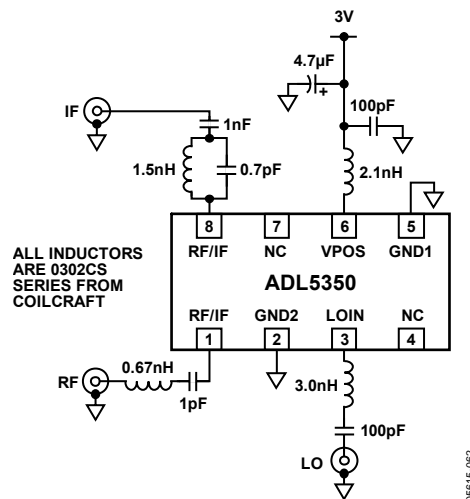 3V
4.7µF
+
IF
100pF
1nF
1.5nH
0.7pF
2.1nH
8
7
6
5
RF/IF
NC
VPOS
GND1
ALL INDUCTORS
ARE 0302CS
SERIES FROM
COILCRAFT
ADL5350
RF/IF
GND2
LOIN
NC
1
2
3
4
0.67nH
RF
1pF
3.0nH
100pF
LO
05615-062